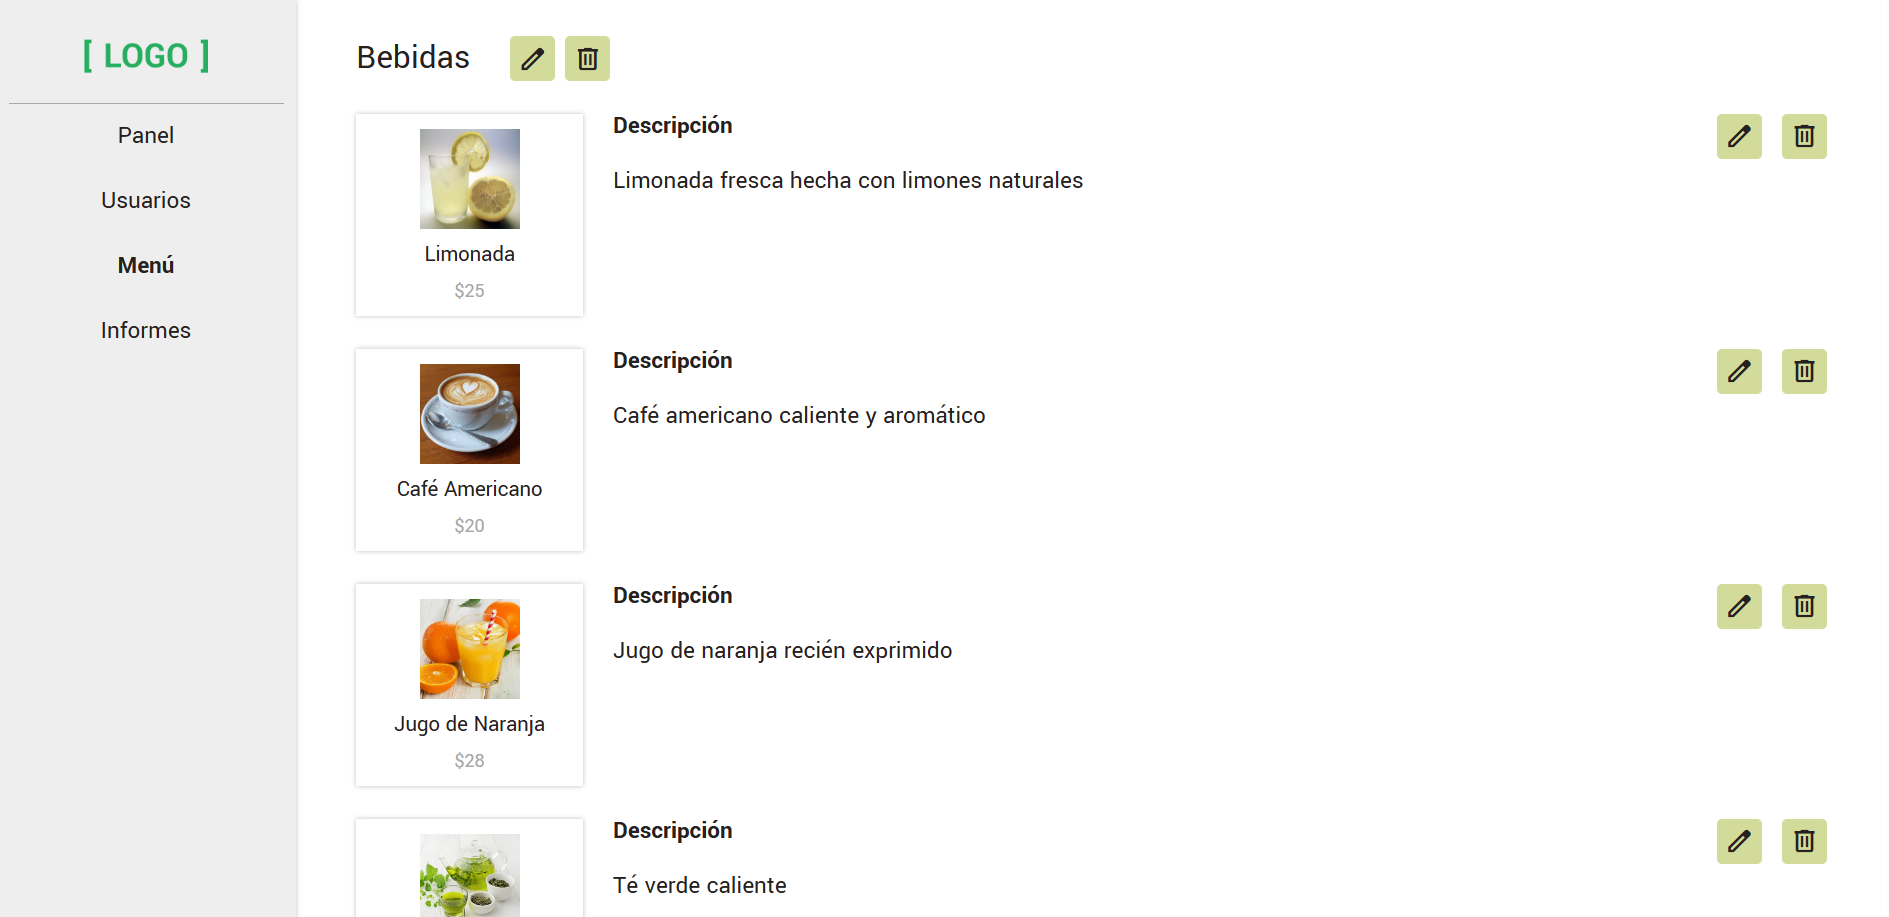 [ LOGO ]
Panel
Usuarios
Menú
Informes
Bebidas
Descripción
Limonada fresca hecha con limones naturales
Limonada
$25
Descripción
Café americano caliente y aromático
Café Americano
$20
Descripción
Jugo de naranja recién exprimido
Jugo de Naranja
$28
Descripción
Té verde caliente